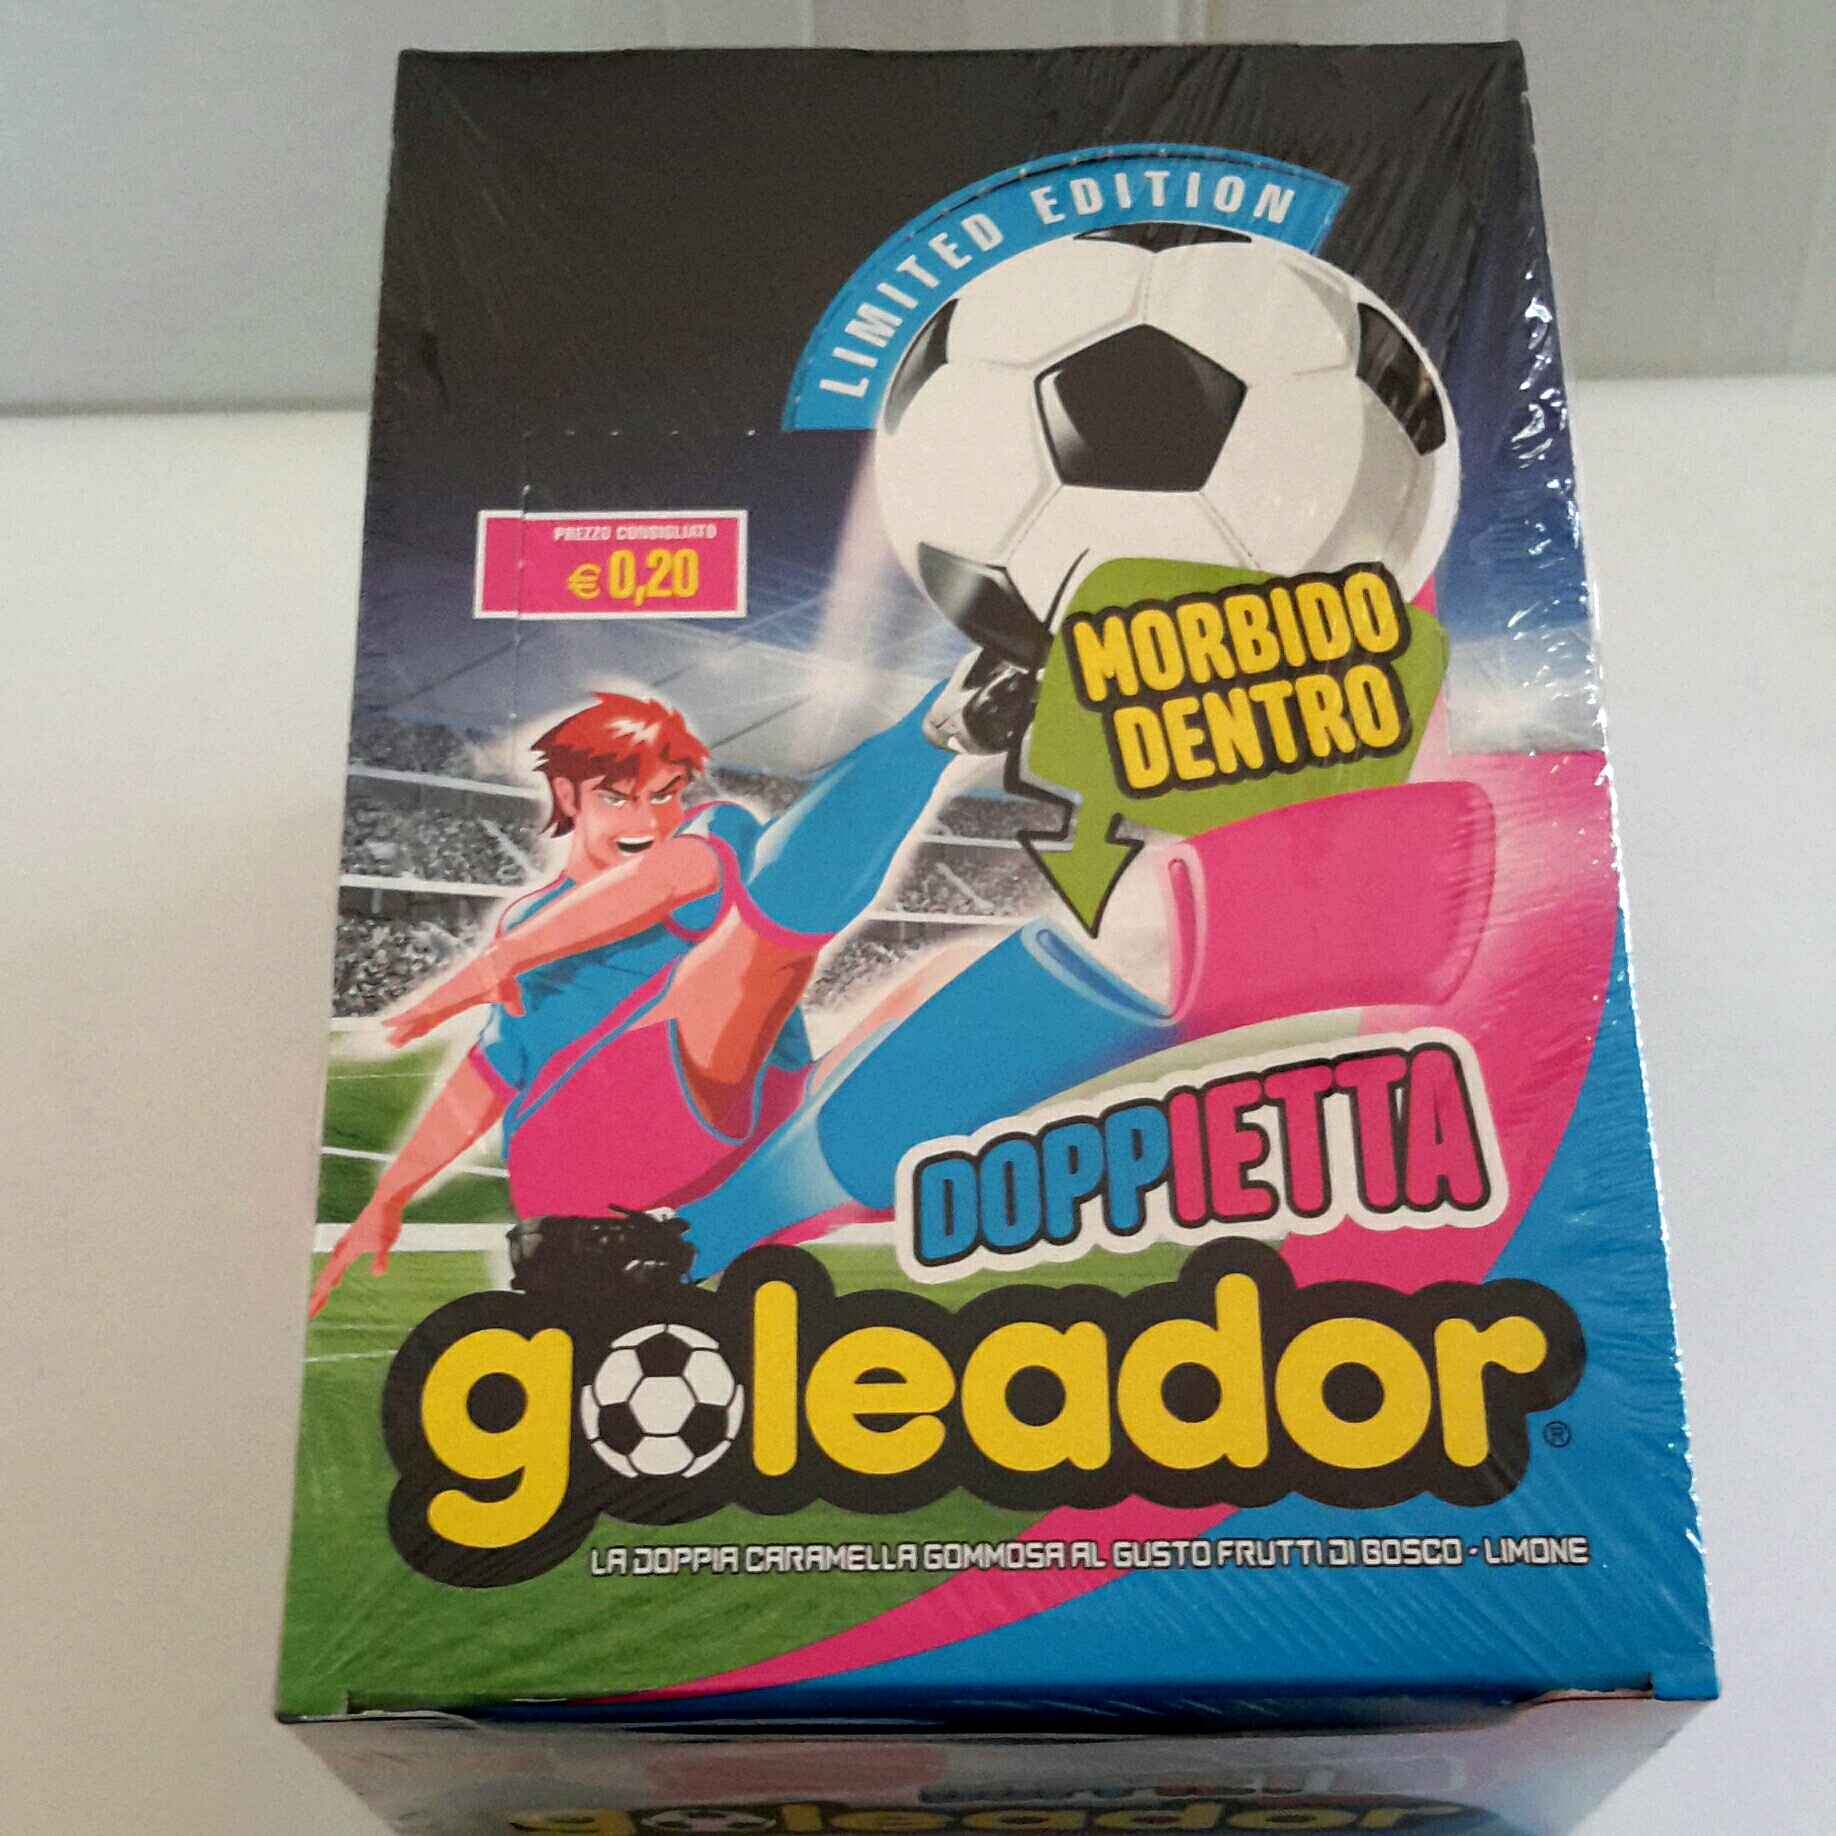 LIMITED EDITION
PREZZO CONSIGLIATO
€ 0,20
MORBIDO
DENTRO
DOPPIETTA
goleador®
LA DOPPIA CARAMELLA GOMMOSA AL GUSTO FRUTTI DI BOSCO - LIMONE
goleador